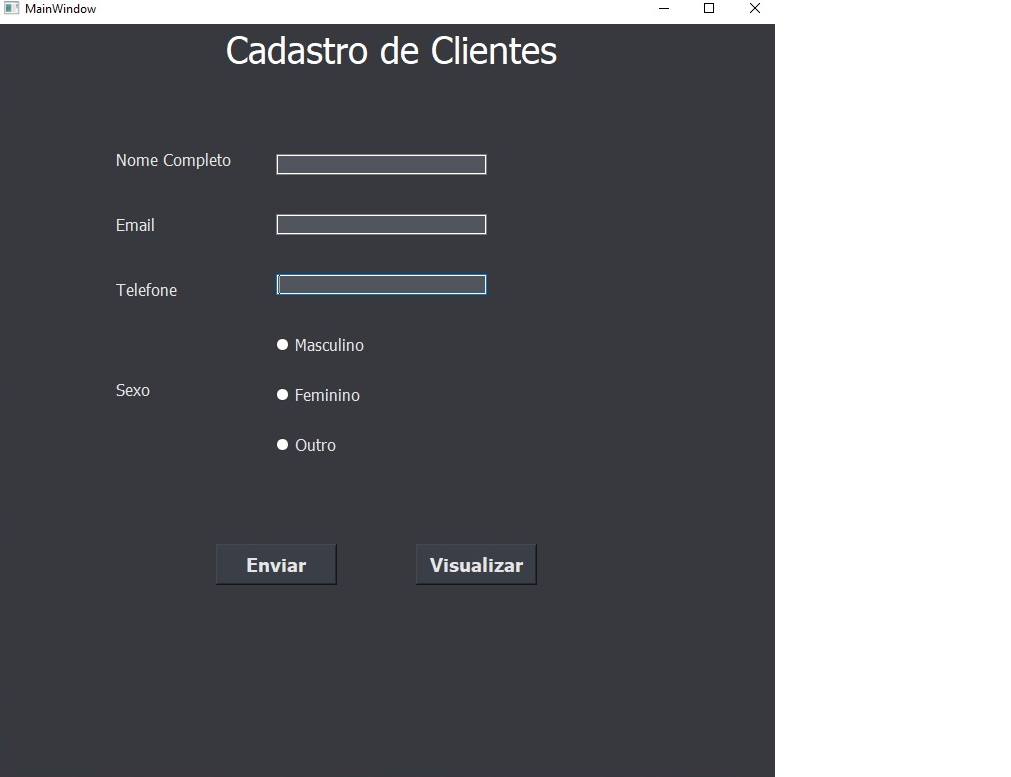 MainWindow
Cadastro de Clientes
Nome Completo
Email
Telefone
Masculino
Sexo
Feminino
Outro
Enviar
Visualizar